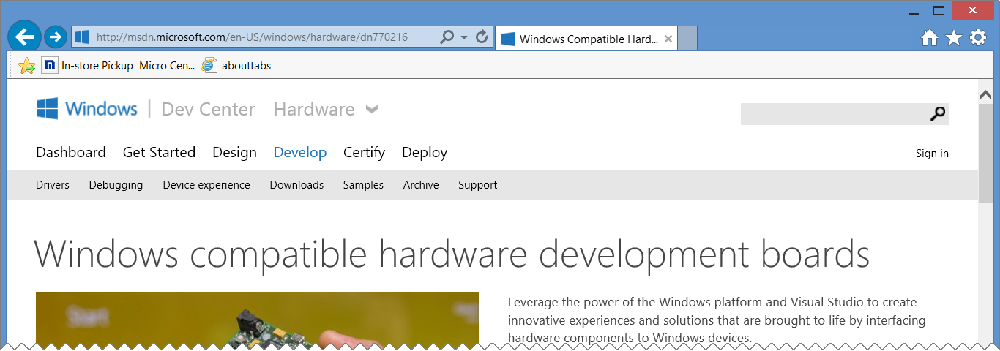 http://msdn.microsoft.com/en-US/windows/hardware/dn770216
Windows Compatible Hard...
In-store Pickup Micro Cen... abouttabs
Windows | Dev Center - Hardware
Dashboard Get Started Design Develop Certify Deploy
Sign in
Drivers Debugging Device experience Downloads Samples Archive Support
Windows compatible hardware development boards
Start
Leverage the power of the Windows platform and Visual Studio to create
innovative experiences and solutions that are brought to life by interfacing
hardware components to Windows devices.